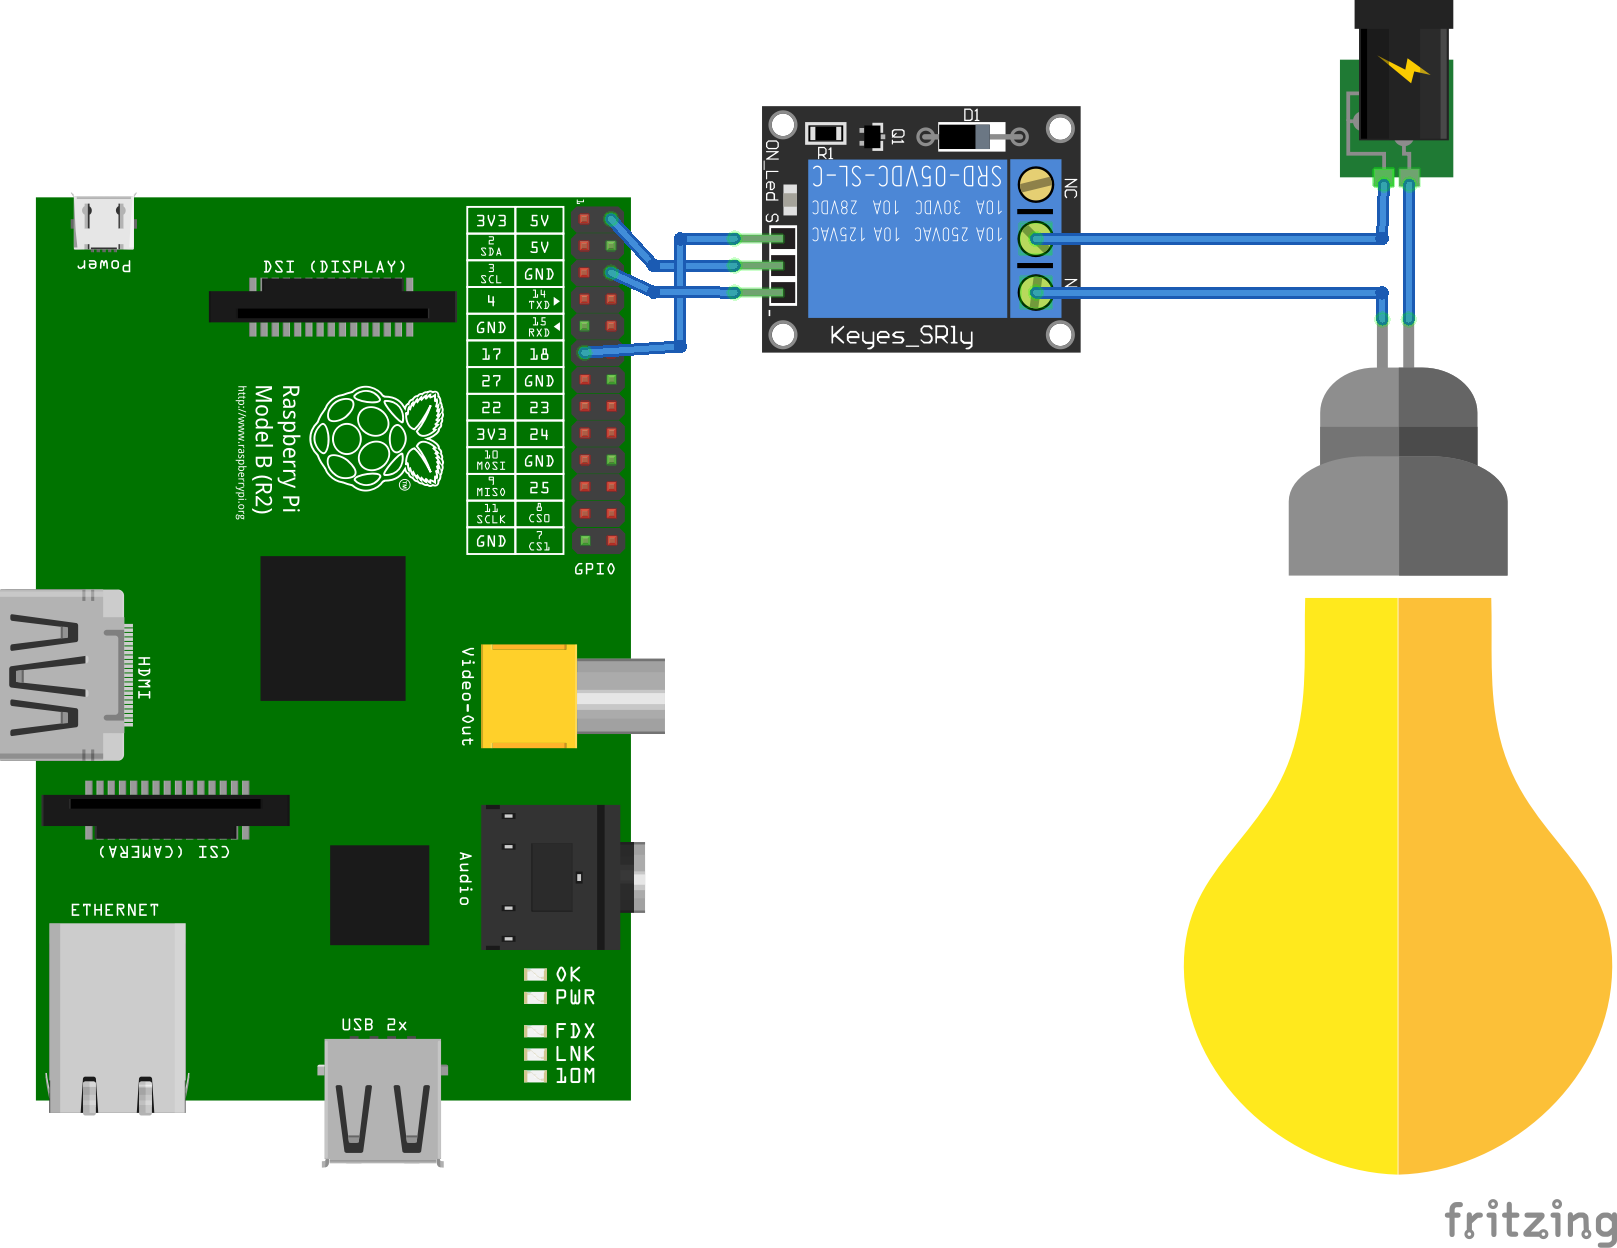 Power
DSI (DISPLAY)
1
3V3 5V
2 SDA 5V
3 SCL GND
4 14 TXD
GND 15 RXD
17 18
27 GND
22 23
3V3 24
10 MOSI GND
9 MISO 25
11 SCLK 8 CS0
GND 7 CS1
GPIO
Raspberry Pi
Model B (R2)
http://www.raspberrypi.org
TM
HDMI
Video-Out
CSI (CAMERA)
Audio
ETHERNET
USB 2x
OK
PWR
FDX
LNK
10M
R1
Q1
D1
ON_Led
S
-
SRD-05VDC-SL-C
10A 30VDC 10A 28VDC
10A 250VAC 10A 125VAC
NC
N
Keyes_SRly
fritzing